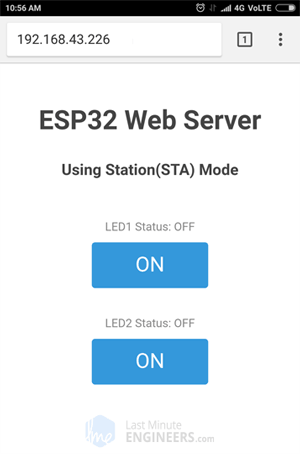 10:56 AM 4G VoLTE
192.168.43.226 1
ESP32 Web Server
Using Station(STA) Mode
LED1 Status: OFF
ON
LED2 Status: OFF
ON
Last Minute
ENGINEERS.com